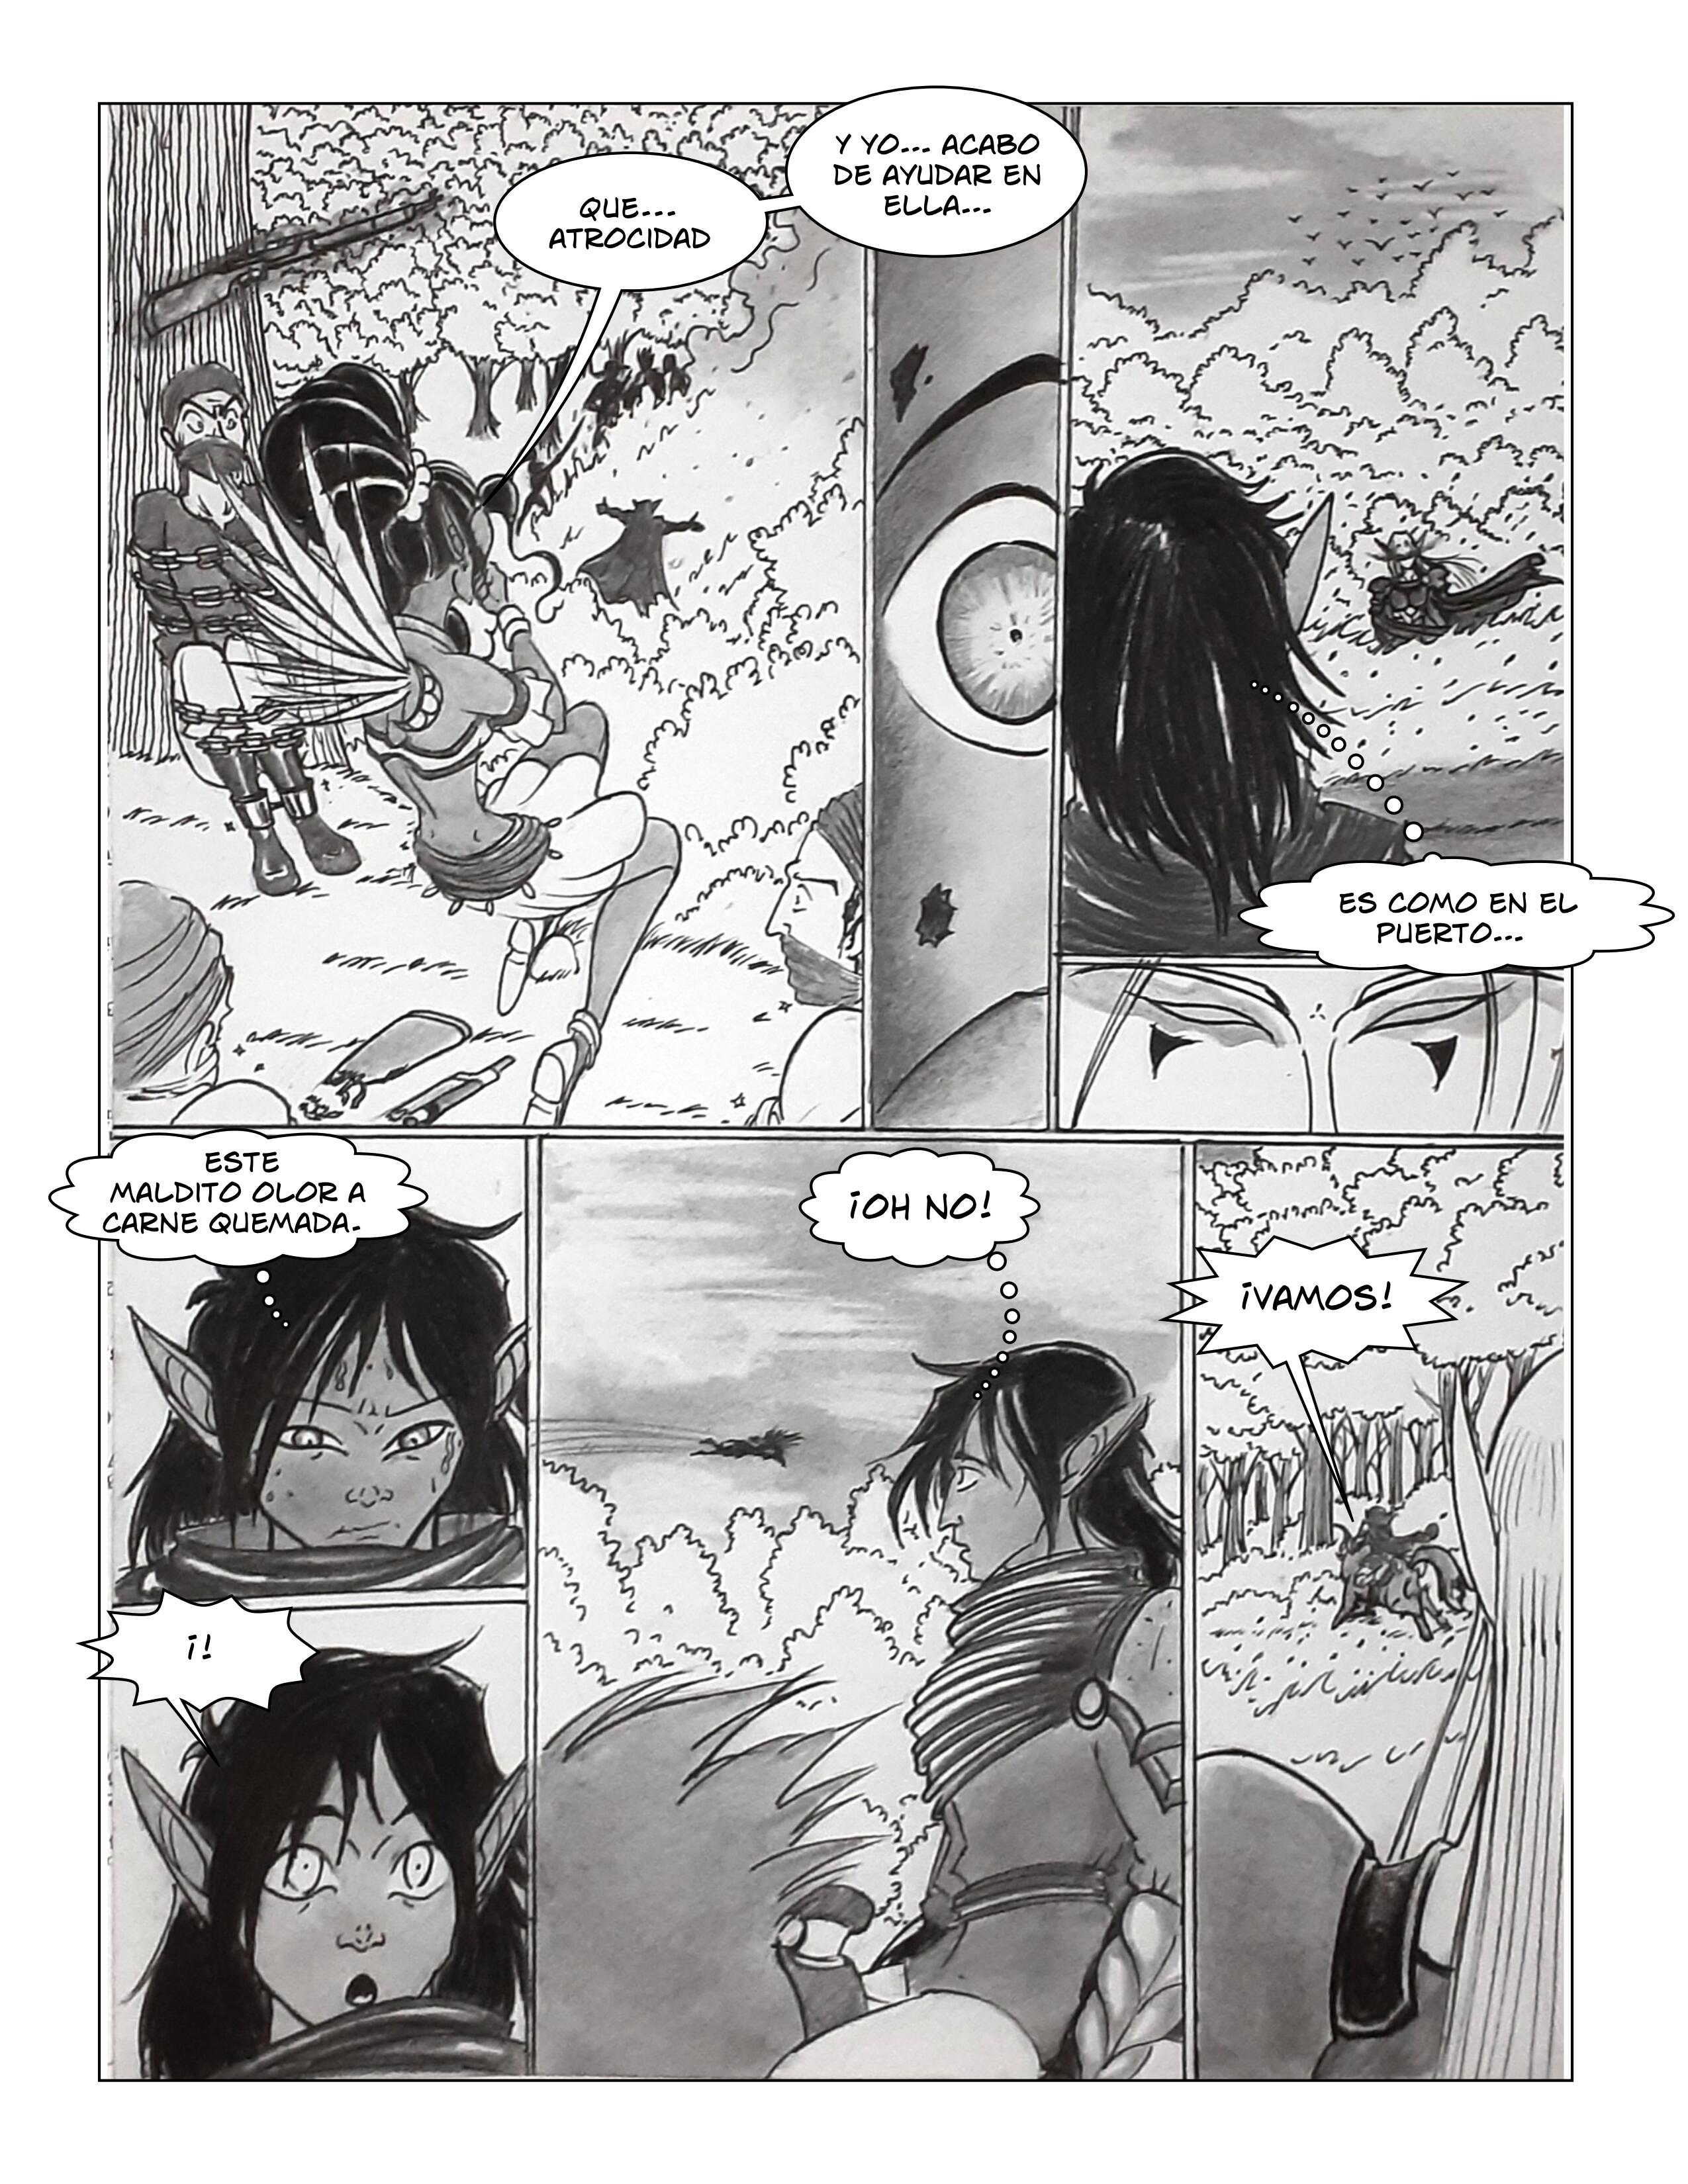 QUE...
ATROCIDAD
Y YO... ACABO
DE AYUDAR EN
ELLA...
ES COMO EN EL
PUERTO...
ESTE
MALDITO OLOR A
CARNE QUEMADA.
¡!
¡OH NO!
¡VAMOS!